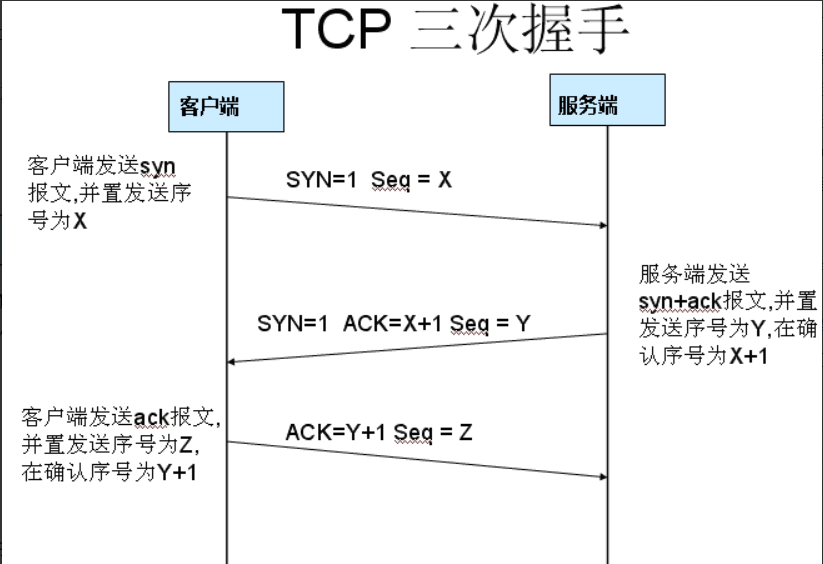 TCP 三次握手
客户端
服务端
客户端发送syn
报文,并置发送序
号为X
SYN=1 Seq = X
服务端发送
syn+ack报文,并置
发送序号为Y,在确
认序号为X+1
SYN=1 ACK=X+1 Seq = Y
客户端发送ack报文,
并置发送序号为Z,
在确认序号为Y+1
ACK=Y+1 Seq = Z